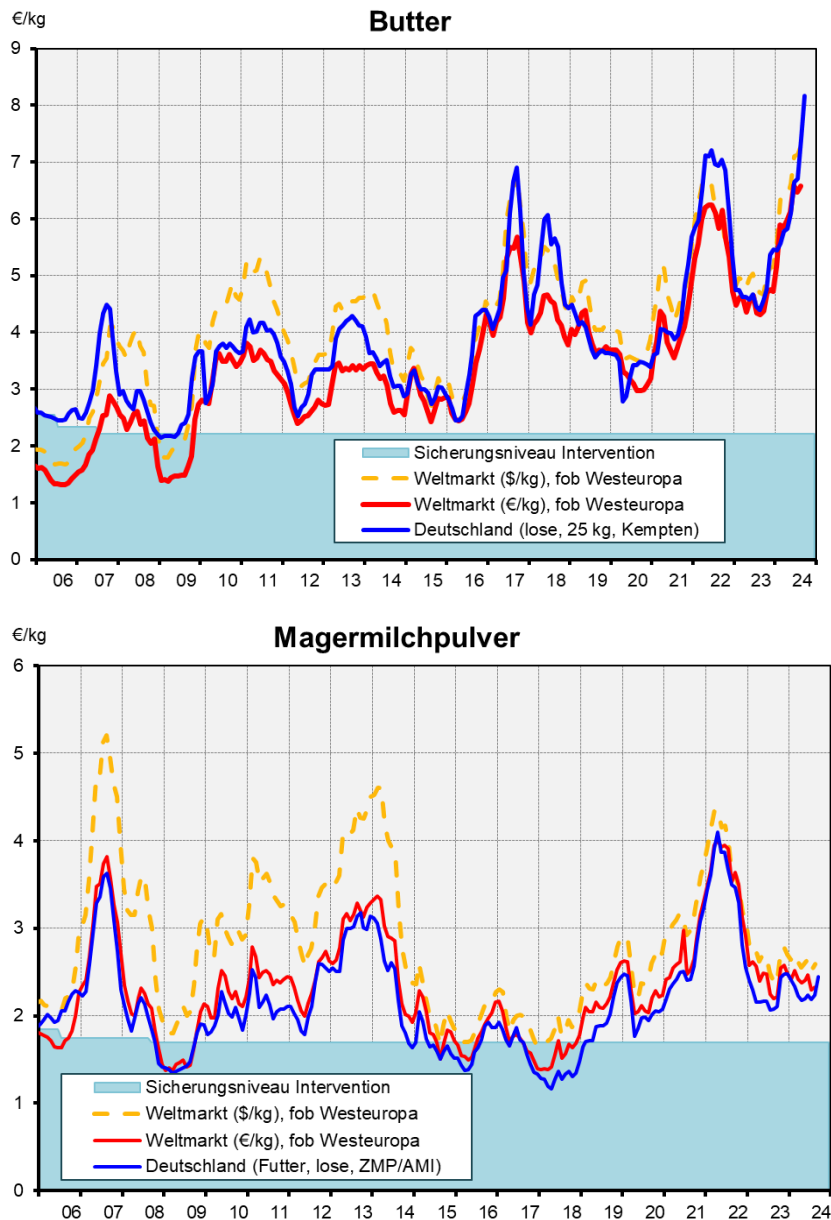 €/kg
Butter
9
8
7
6
5
4
3
2
1
0
Sicherungsniveau Intervention
Weltmarkt ($/kg), fob Westeuropa
Weltmarkt (€/kg), fob Westeuropa
Deutschland (lose, 25 kg, Kempten)
06 07 08 09 10 11 12 13 14 15 16 17 18 19 20 21 22 23 24
€/kg
Magermilchpulver
6
5
4
3
2
1
0
Sicherungsniveau Intervention
Weltmarkt ($/kg), fob Westeuropa
Weltmarkt (€/kg), fob Westeuropa
Deutschland (Futter, lose, ZMP/AMI)
06 07 08 09 10 11 12 13 14 15 16 17 18 19 20 21 22 23 24